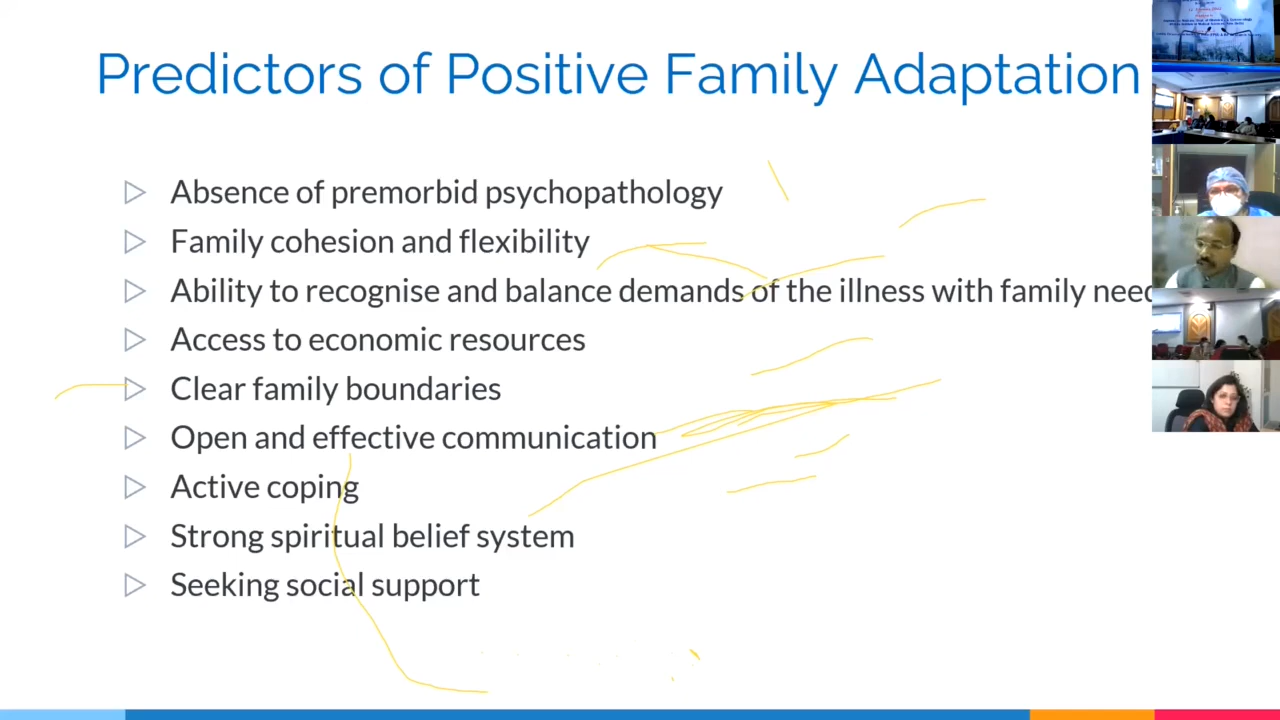 Predictors of Positive Family Adaptation
Absence of premorbid psychopathology
Family cohesion and flexibility
Ability to recognise and balance demands of the illness with family need
Access to economic resources
Clear family boundaries
Open and effective communication
Active coping
Strong spiritual belief system
Seeking social support